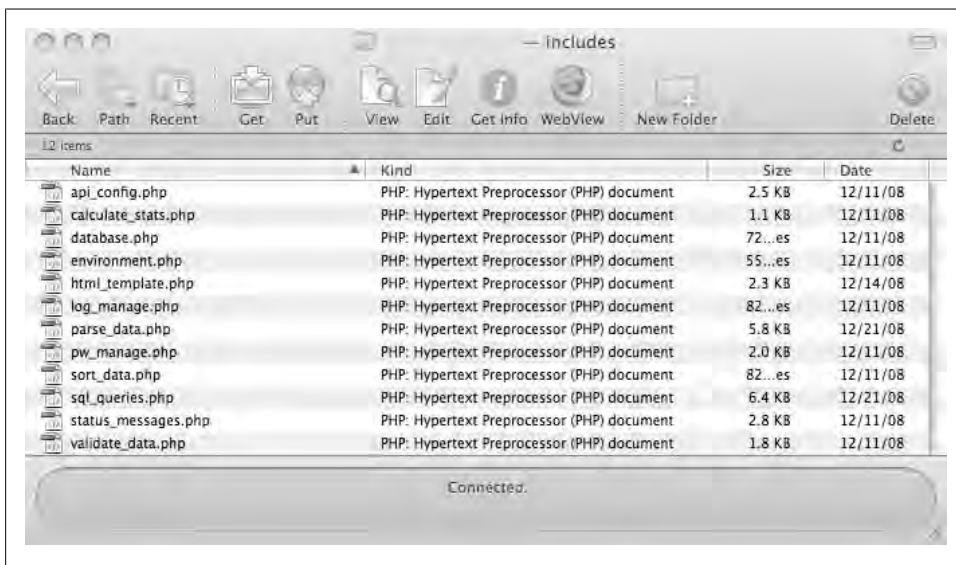 — includes
Back Path Recent Get Put View Edit Get Info WebView New Folder Delete
12 items
Name Kind Size Date
api_config.php PHP: Hypertext Preprocessor (PHP) document 2.5 KB 12/11/08
calculate_stats.php PHP: Hypertext Preprocessor (PHP) document 1.1 KB 12/11/08
database.php PHP: Hypertext Preprocessor (PHP) document 72...es 12/11/08
environment.php PHP: Hypertext Preprocessor (PHP) document 55...es 12/11/08
html_template.php PHP: Hypertext Preprocessor (PHP) document 2.3 KB 12/14/08
log_manage.php PHP: Hypertext Preprocessor (PHP) document 82...es 12/11/08
parse_data.php PHP: Hypertext Preprocessor (PHP) document 5.8 KB 12/21/08
pw_manage.php PHP: Hypertext Preprocessor (PHP) document 2.0 KB 12/11/08
sort_data.php PHP: Hypertext Preprocessor (PHP) document 82...es 12/11/08
sql_queries.php PHP: Hypertext Preprocessor (PHP) document 6.4 KB 12/21/08
status_messages.php PHP: Hypertext Preprocessor (PHP) document 2.8 KB 12/11/08
validate_data.php PHP: Hypertext Preprocessor (PHP) document 1.8 KB 12/11/08
Connected.